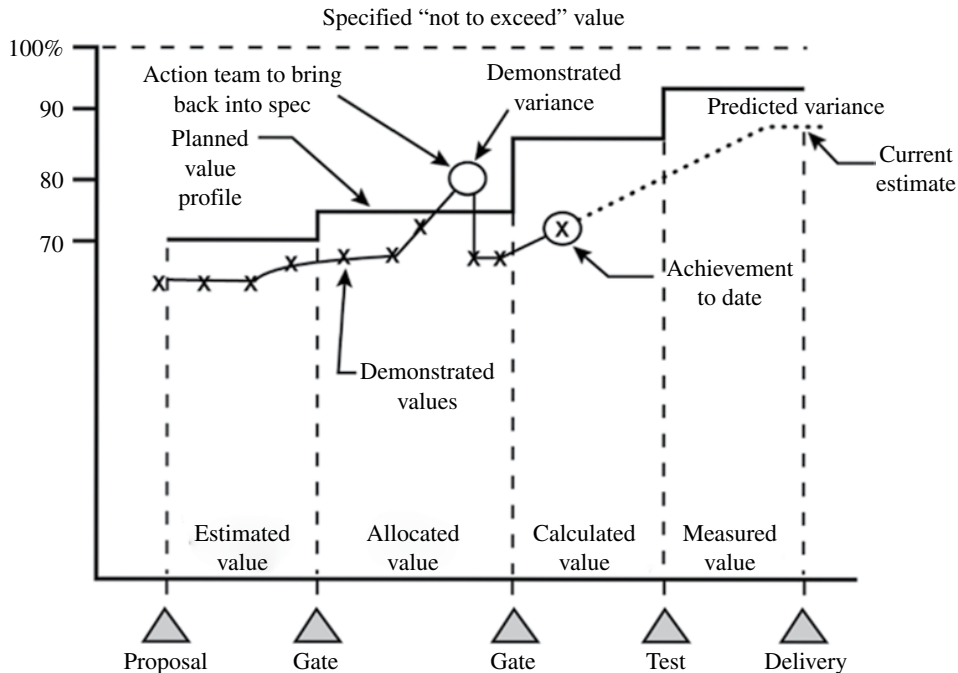 Specified “not to exceed” value
100%
90
80
70
Action team to bring
back into spec
Demonstrated
variance
Planned
value
profile
Predicted variance
Current
estimate
Achievement
to date
Demonstrated
values
x x x x x x x x x x
Estimated
value
Allocated
value
Calculated
value
Measured
value
Proposal
Gate
Gate
Test
Delivery